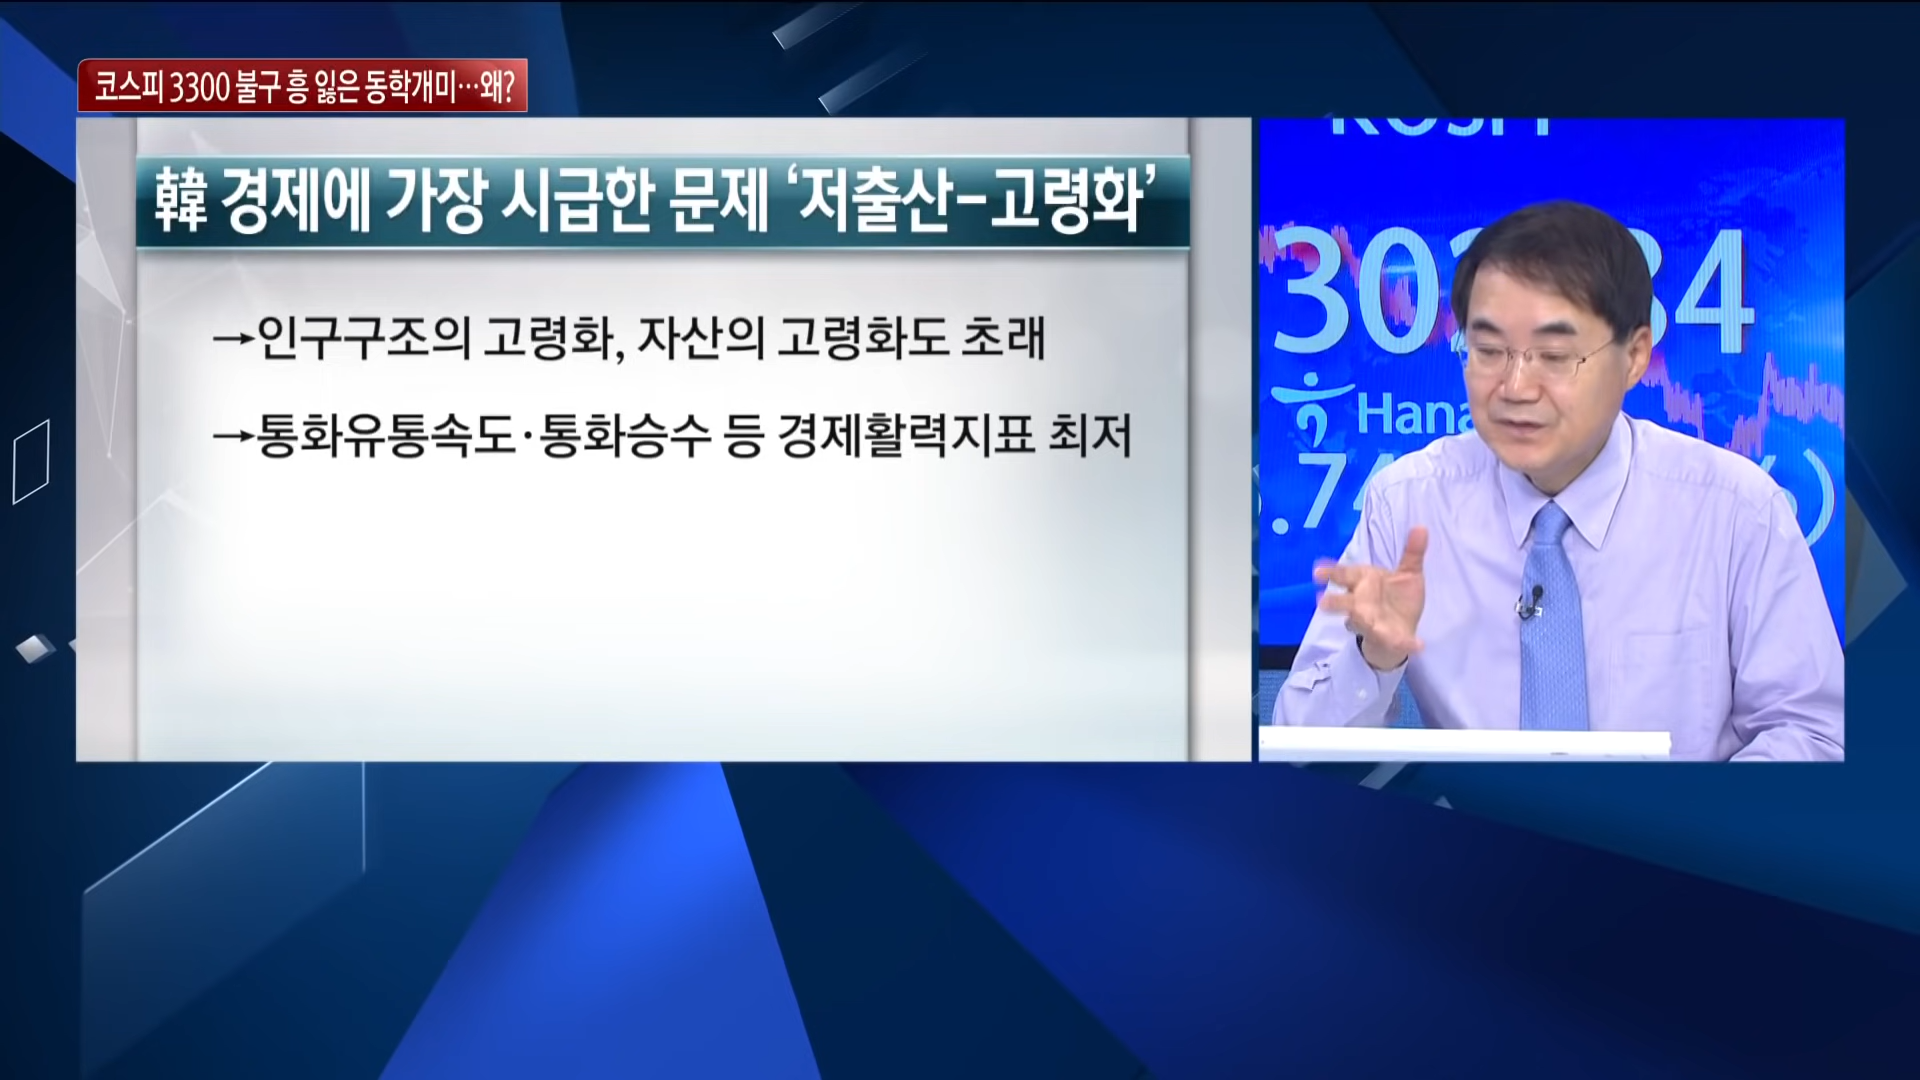 코스피 3300 불구 흥 잃은 동학개미…왜?
韓 경제에 가장 시급한 문제 ‘저출산-고령화’
→인구구조의 고령화, 자산의 고령화도 초래
→통화유통속도·통화승수 등 경제활력지표 최저
KOSPI
Hana